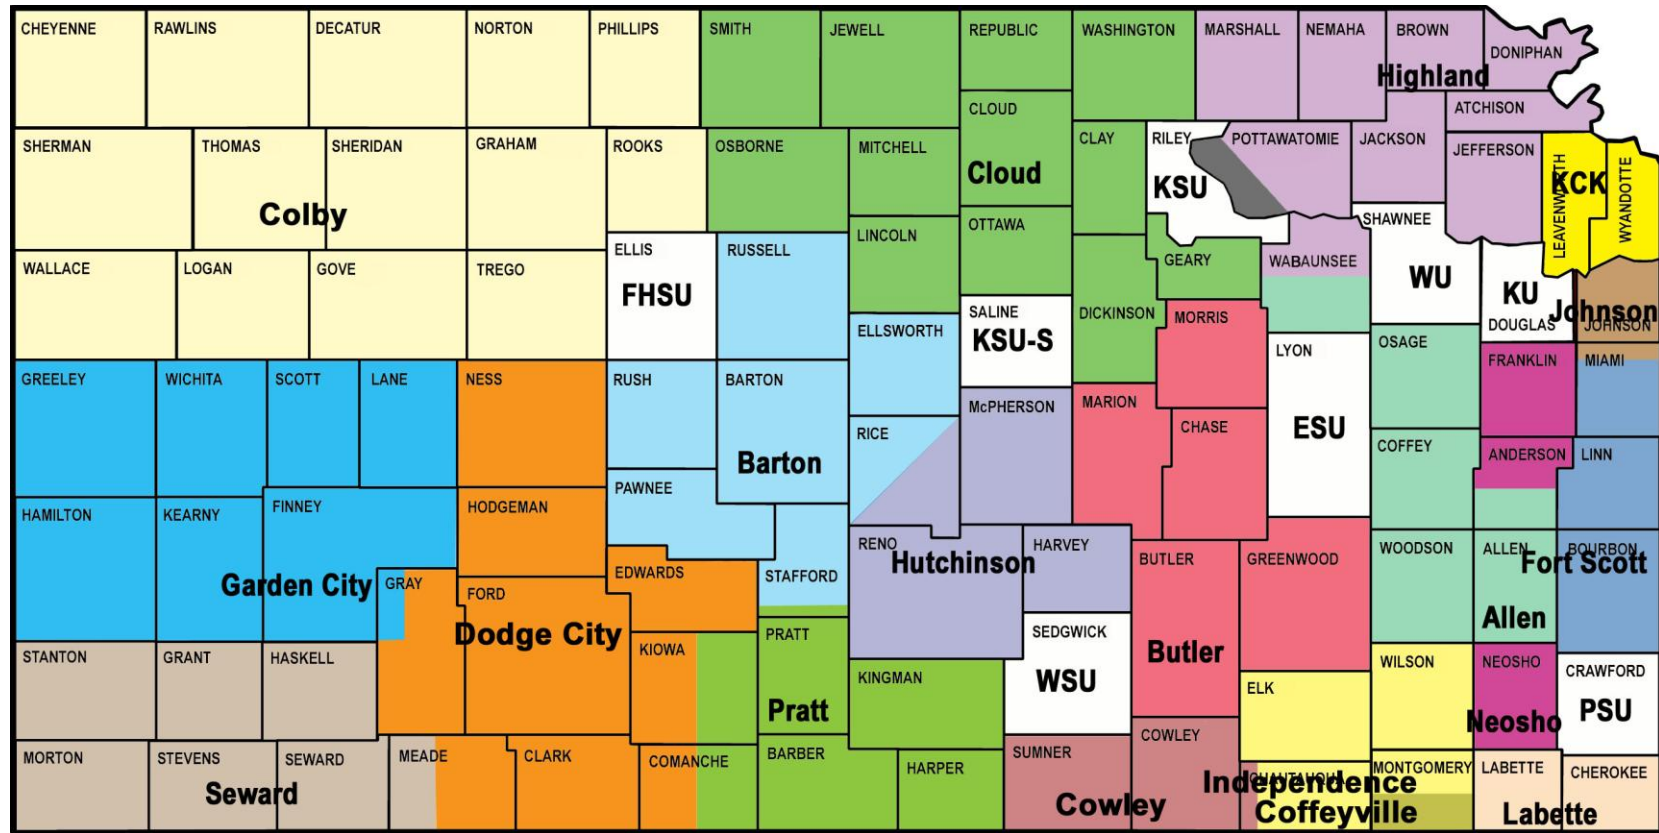 CHEYENNE
RAWLINS
DECATUR
NORTON
PHILLIPS
SMITH
JEWELL
REPUBLIC
WASHINGTON
MARSHALL
NEMAHA
BROWN
DONIPHAN
Highland
ATCHISON
CLOUD
SHERMAN
THOMAS
SHERIDAN
GRAHAM
ROOKS
OSBORNE
MITCHELL
Cloud
CLAY
RILEY
KSU
POTTAWATOMIE
JACKSON
JEFFERSON
LEAVENWORTH
KCK
WYANDOTTE
Colby
LINCOLN
OTTAWA
SHAWNEE
WU
WALLACE
LOGAN
GOVE
TREGO
ELLIS
FHSU
RUSSELL
GEARY
WABAUNSEE
KU
DOUGLAS
Johnson
JOHNSON
ELLSWORTH
SALINE
KSU-S
DICKINSON
MORRIS
LYON
ESU
OSAGE
FRANKLIN
MIAMI
GREELEY
WICHITA
SCOTT
LANE
NESS
RUSH
BARTON
Barton
RICE
McPHERSON
MARION
CHASE
COFFEY
ANDERSON
LINN
HAMILTON
KEARNY
FINNEY
HODGEMAN
PAWNEE
Garden City
GRAY
FORD
Dodge City
EDWARDS
STAFFORD
RENO
Hutchinson
HARVEY
BUTLER
Butler
GREENWOOD
WOODSON
ALLEN
Allen
BOURBON
Fort Scott
STANTON
GRANT
HASKELL
KIOWA
PRATT
Pratt
KINGMAN
SEDGWICK
WSU
ELK
WILSON
NEOSHO
Neosho
CRAWFORD
PSU
MORTON
STEVENS
SEWARD
Seward
MEADE
CLARK
COMANCHE
BARBER
HARPER
SUMNER
COWLEY
Cowley
CHAUTAUQUA
Independence
Coffeyville
MONTGOMERY
LABETTE
Labette
CHEROKEE